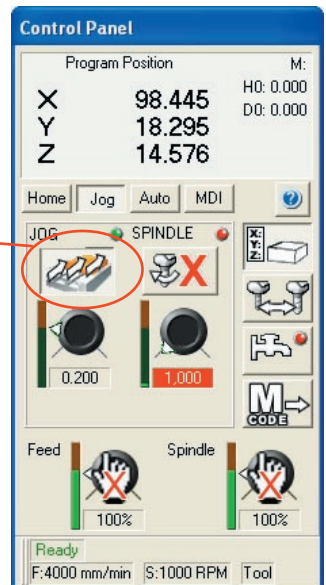 Control Panel
Program Position M:
X 98.445 H0: 0.000
Y 18.295 D0: 0.000
Z 14.576
Home Jog Auto MDI ?
JOG SPINDLE X: Y: Z:
X
0.200 1,000
M CODE
Feed Spindle
100% 100%
Ready
F:4000 mm/min S:1000 RPM Tool